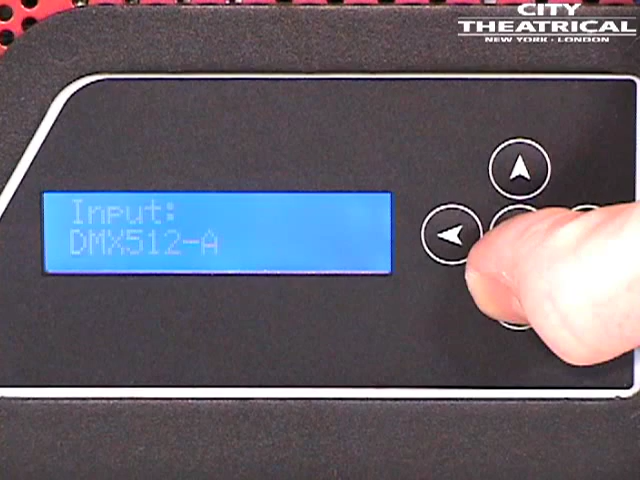 CITY
THEATRICAL
NEW YORK • LONDON
Input:
DMX512-A